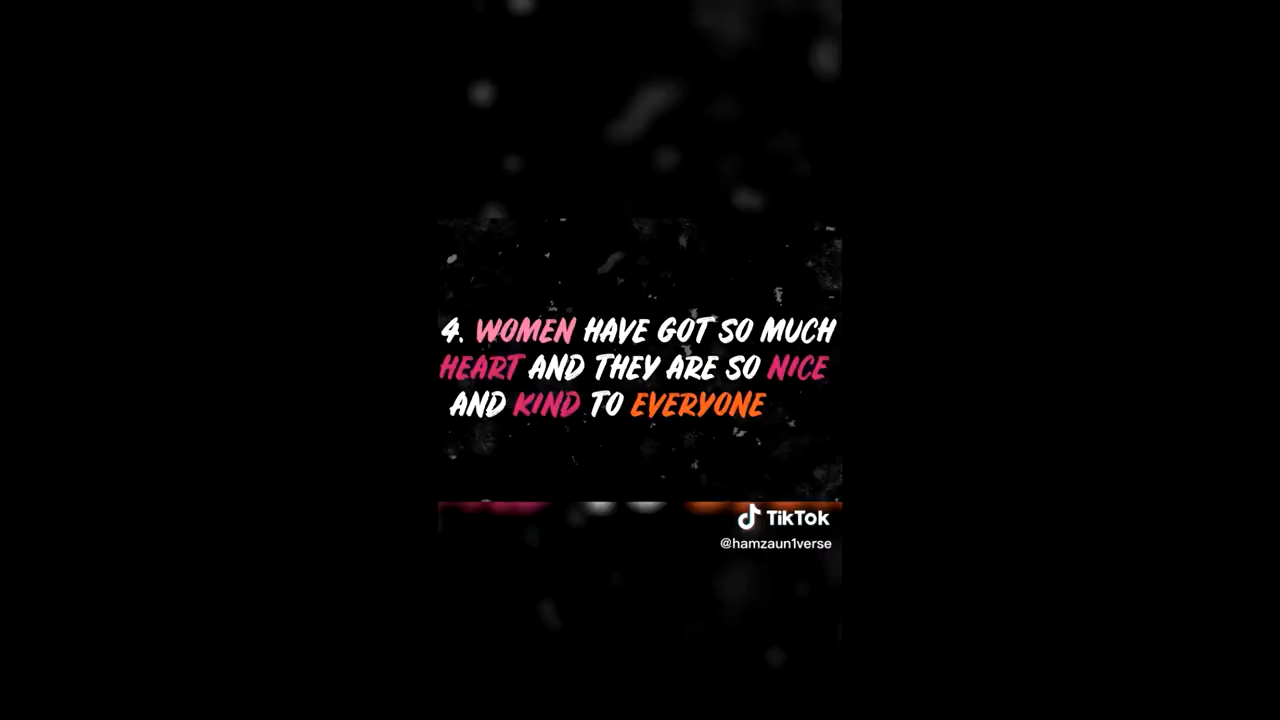 4. WOMEN HAVE GOT SO MUCH
HEART AND THEY ARE SO NICE
AND KIND TO EVERYONE
TikTok
@hamzaun1verse